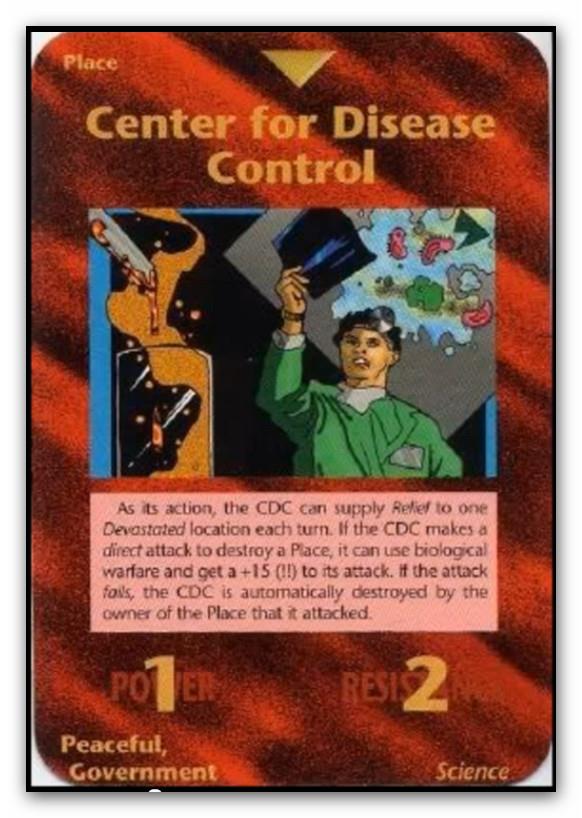 Place
Center for Disease
Control
As its action, the CDC can supply Relief to one
Devastated location each turn. If the CDC makes a
direct attack to destroy a Place, it can use biological
warfare and get a +15 (!!) to its attack. If the attack
fails, the CDC is automatically destroyed by the
owner of the Place that it attacked.
POWER 1
RESISTANCE 2
Peaceful,
Government
Science